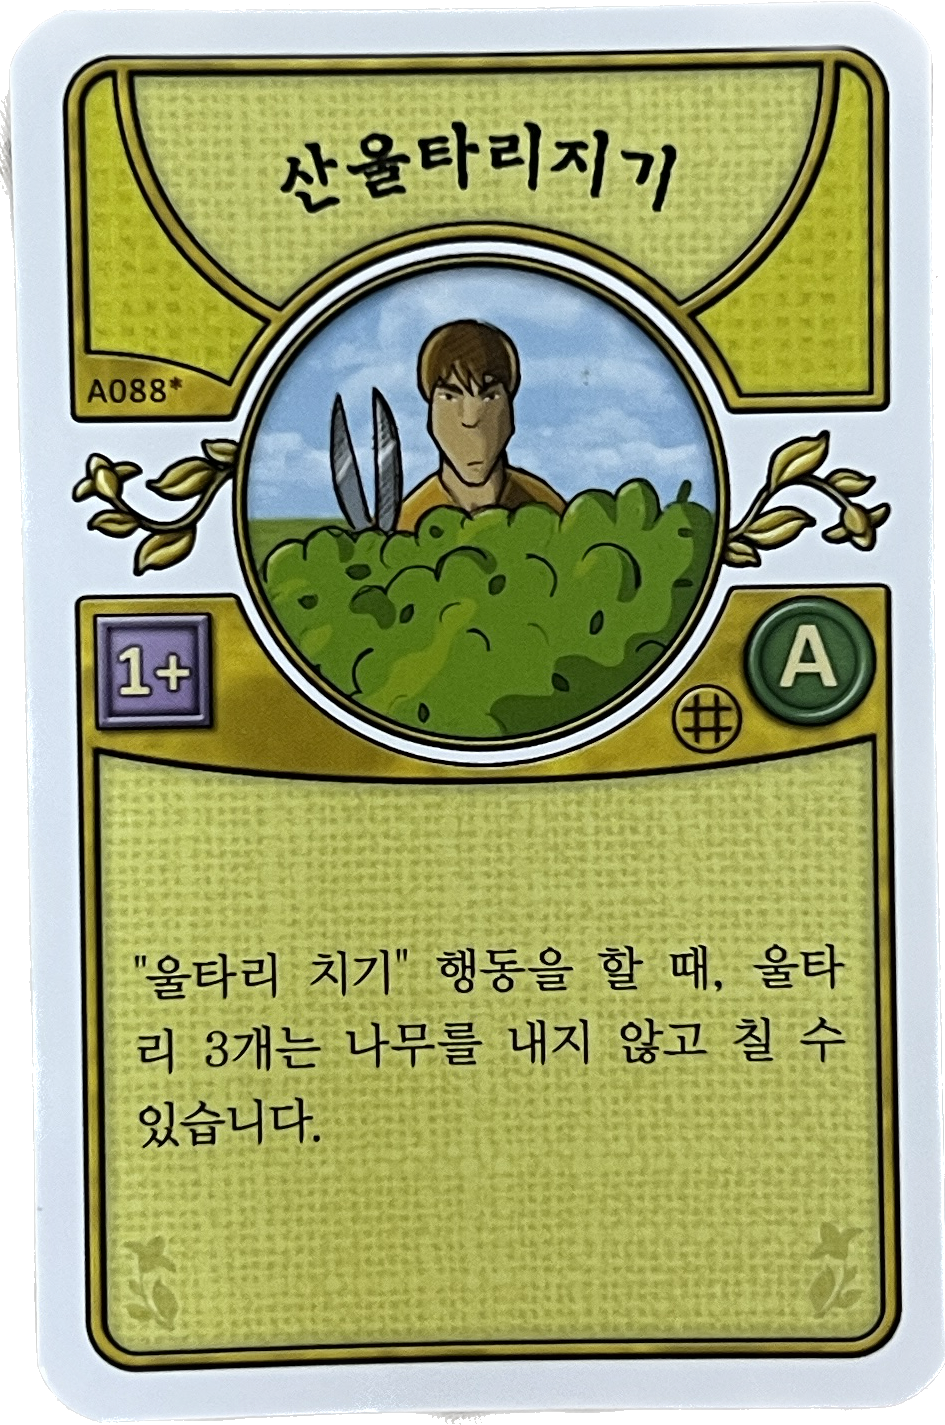 산울타리지기
A088*
1+
A
"울타리 치기" 행동을 할 때, 울타
리 3개는 나무를 내지 않고 칠 수
있습니다.